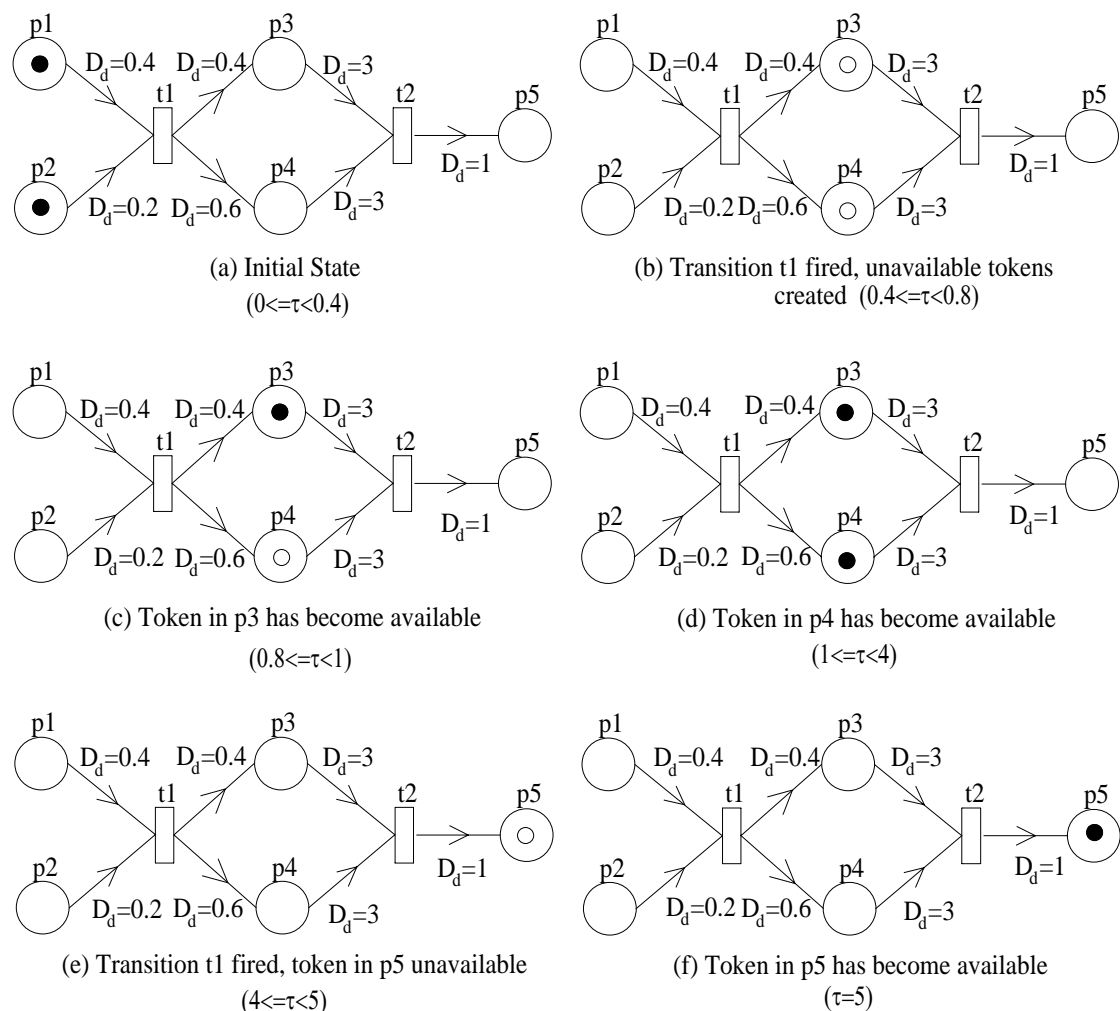 p1
D_d=0.4
D_d=0.4
p3
D_d=3
t1
t2
p5
p2
D_d=0.2
D_d=0.6
p4
D_d=3
D_d=1
(a) Initial State
(0<=τ<0.4)
p1
D_d=0.4
D_d=0.4
p3
D_d=3
t1
t2
p5
p2
D_d=0.2
D_d=0.6
p4
D_d=3
D_d=1
(b) Transition t1 fired, unavailable tokens
created (0.4<=τ<0.8)
p1
D_d=0.4
D_d=0.4
p3
D_d=3
t1
t2
p5
p2
D_d=0.2
D_d=0.6
p4
D_d=3
D_d=1
(c) Token in p3 has become available
(0.8<=τ<1)
p1
D_d=0.4
D_d=0.4
p3
D_d=3
t1
t2
p5
p2
D_d=0.2
D_d=0.6
p4
D_d=3
D_d=1
(d) Token in p4 has become available
(1<=τ<4)
p1
D_d=0.4
D_d=0.4
p3
D_d=3
t1
t2
p5
p2
D_d=0.2
D_d=0.6
p4
D_d=3
D_d=1
(e) Transition t1 fired, token in p5 unavailable
(4<=τ<5)
p1
D_d=0.4
D_d=0.4
p3
D_d=3
t1
t2
p5
p2
D_d=0.2
D_d=0.6
p4
D_d=3
D_d=1
(f) Token in p5 has become available
(τ=5)